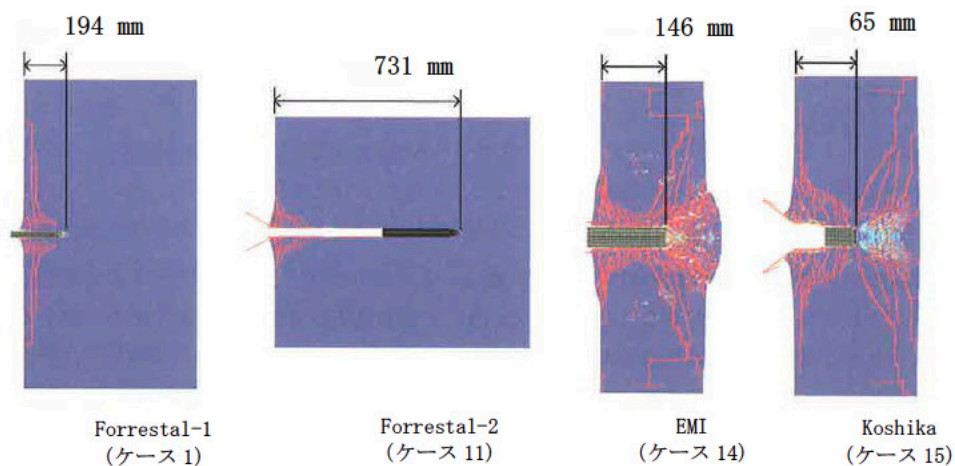 194 mm
731 mm
146 mm
65 mm
Forrestal-1
(ケース 1)
Forrestal-2
(ケース 11)
EMI
(ケース 14)
Koshika
(ケース 15)